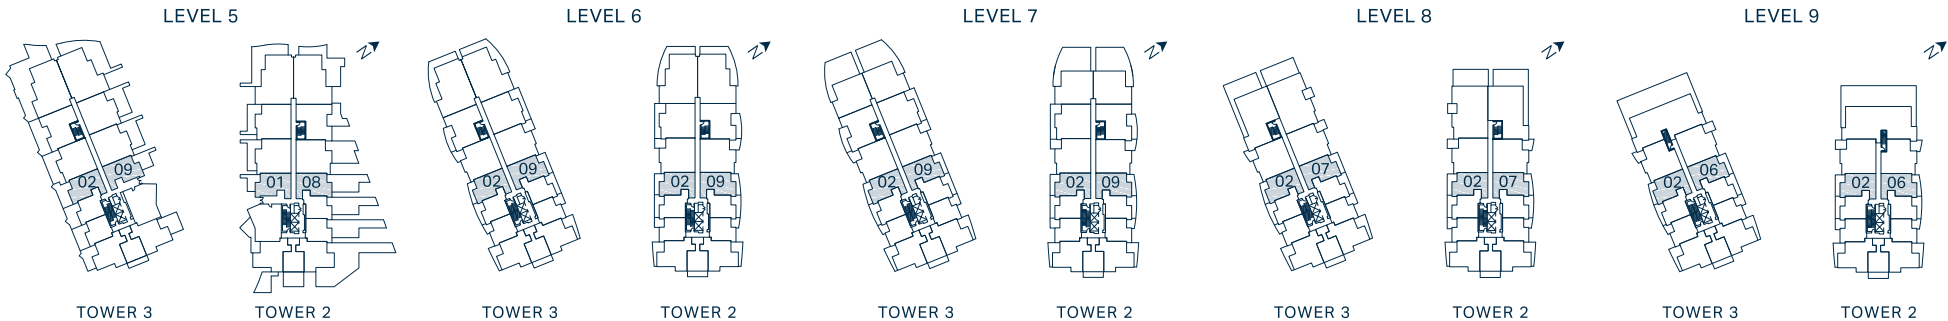 LEVEL 5
LEVEL 6
LEVEL 7
LEVEL 8
LEVEL 9
N
N
N
N
N
02 09
01 08
02 09
02 09
02 09
02 09
02 07
02 07
02 06
02 06
TOWER 3
TOWER 2
TOWER 3
TOWER 2
TOWER 3
TOWER 2
TOWER 3
TOWER 2
TOWER 3
TOWER 2